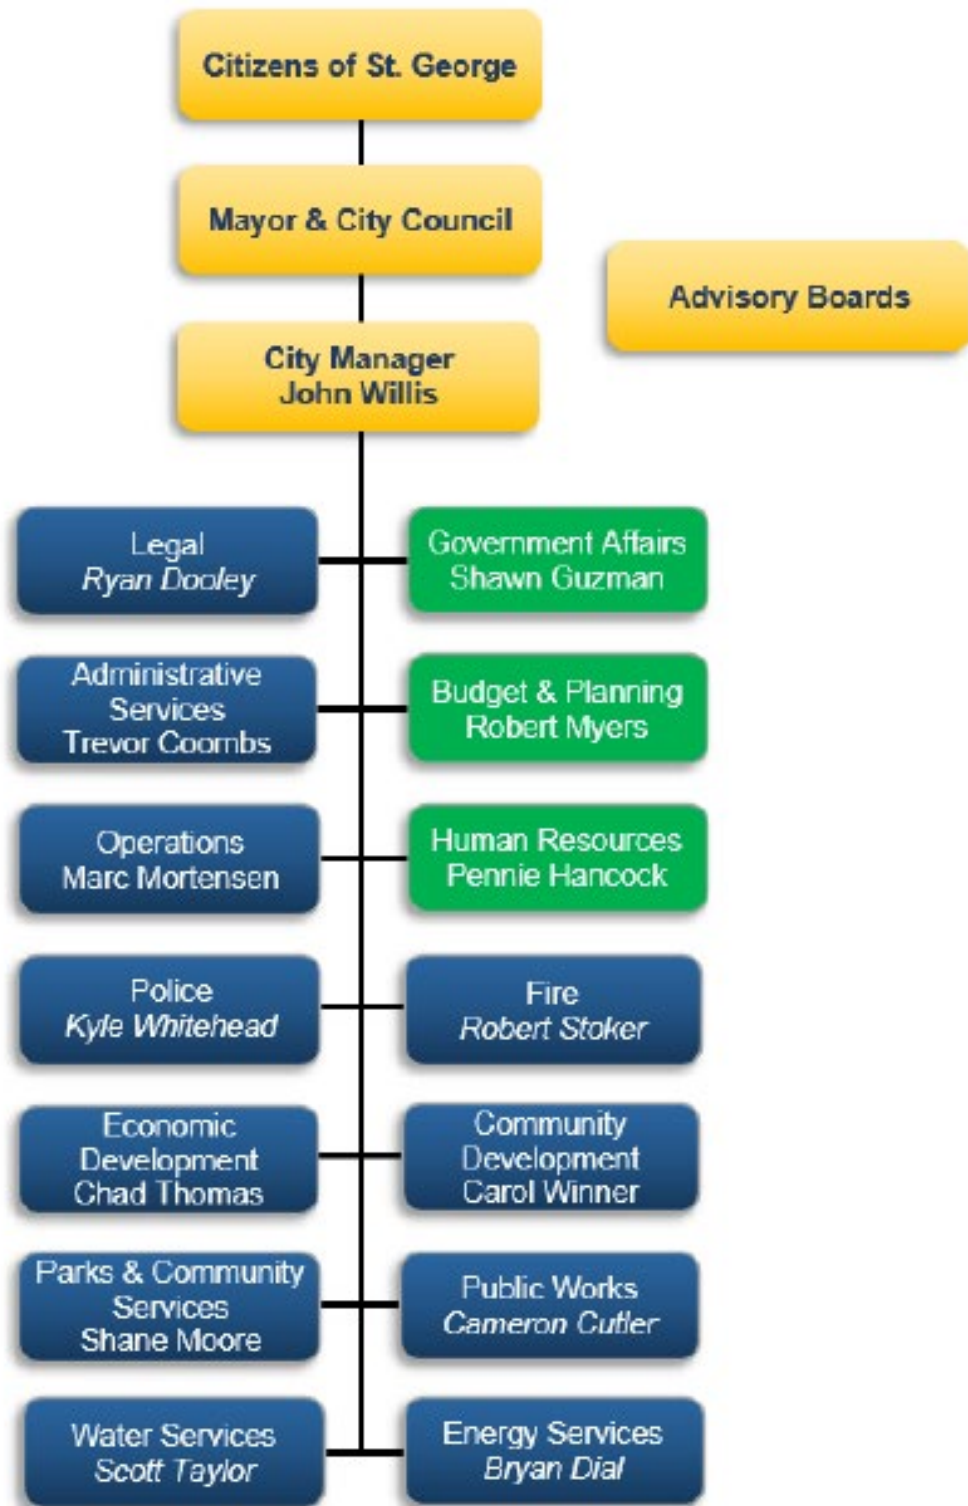 Citizens of St. George
Mayor & City Council
Advisory Boards
City Manager
John Willis
Legal
Ryan Dooley
Government Affairs
Shawn Guzman
Administrative
Services
Trevor Coombs
Budget & Planning
Robert Myers
Operations
Marc Mortensen
Human Resources
Pennie Hancock
Police
Kyle Whitehead
Fire
Robert Stoker
Economic
Development
Chad Thomas
Community
Development
Carol Winner
Parks & Community
Services
Shane Moore
Public Works
Cameron Cutler
Water Services
Scott Taylor
Energy Services
Bryan Dial